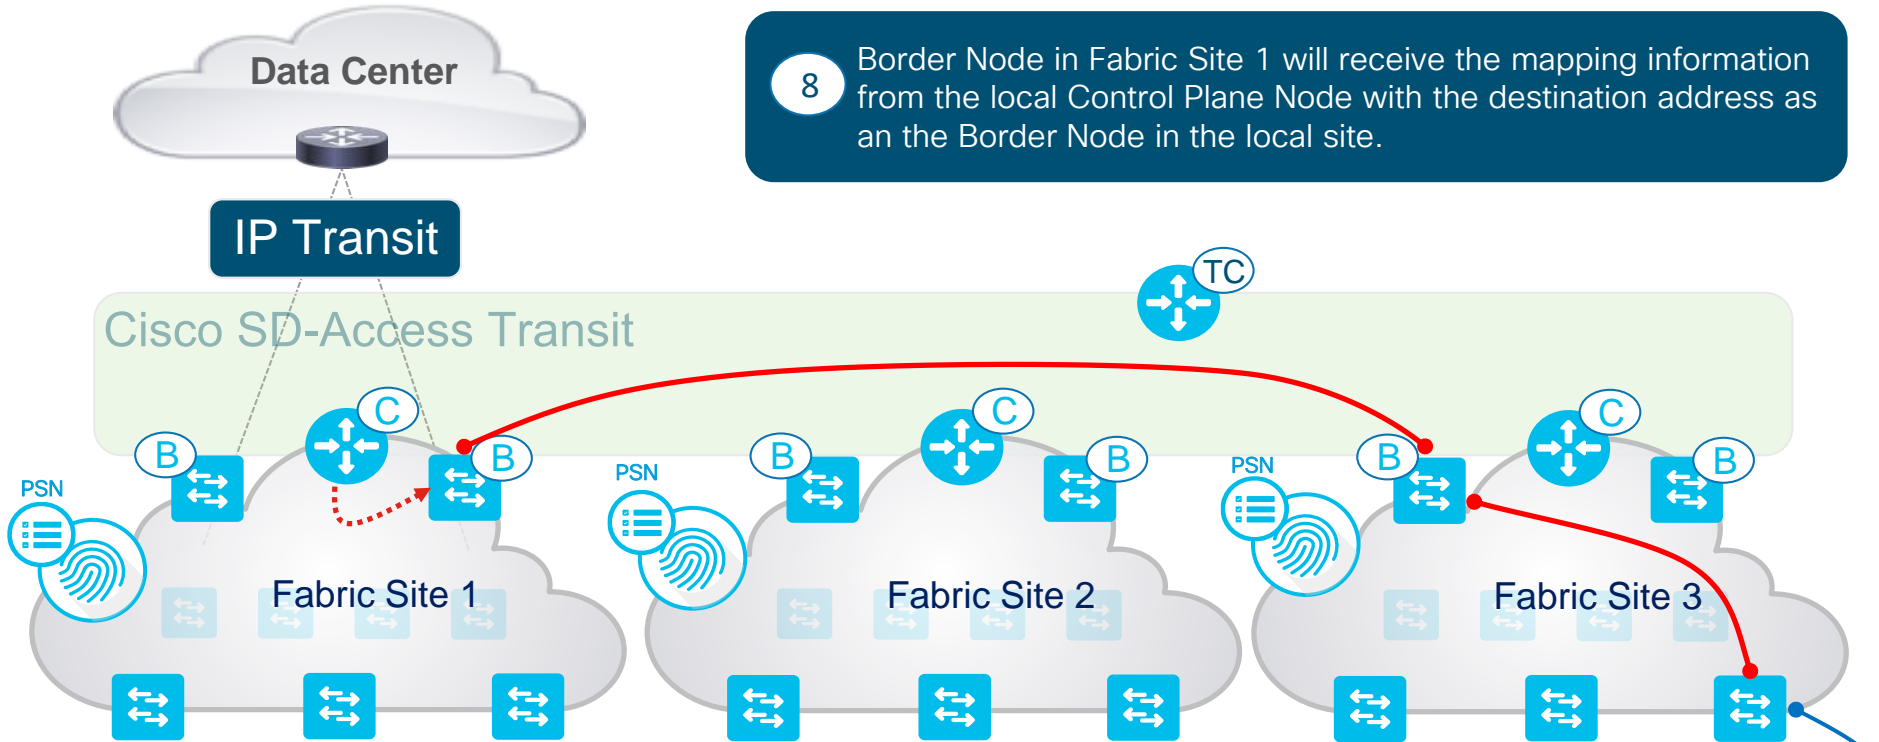 Data Center
8
Border Node in Fabric Site 1 will receive the mapping information
from the local Control Plane Node with the destination address as
an the Border Node in the local site.
IP Transit
TC
Cisco SD-Access Transit
C
C
C
B
B
B
B
B
B
PSN
PSN
PSN
Fabric Site 1
Fabric Site 2
Fabric Site 3